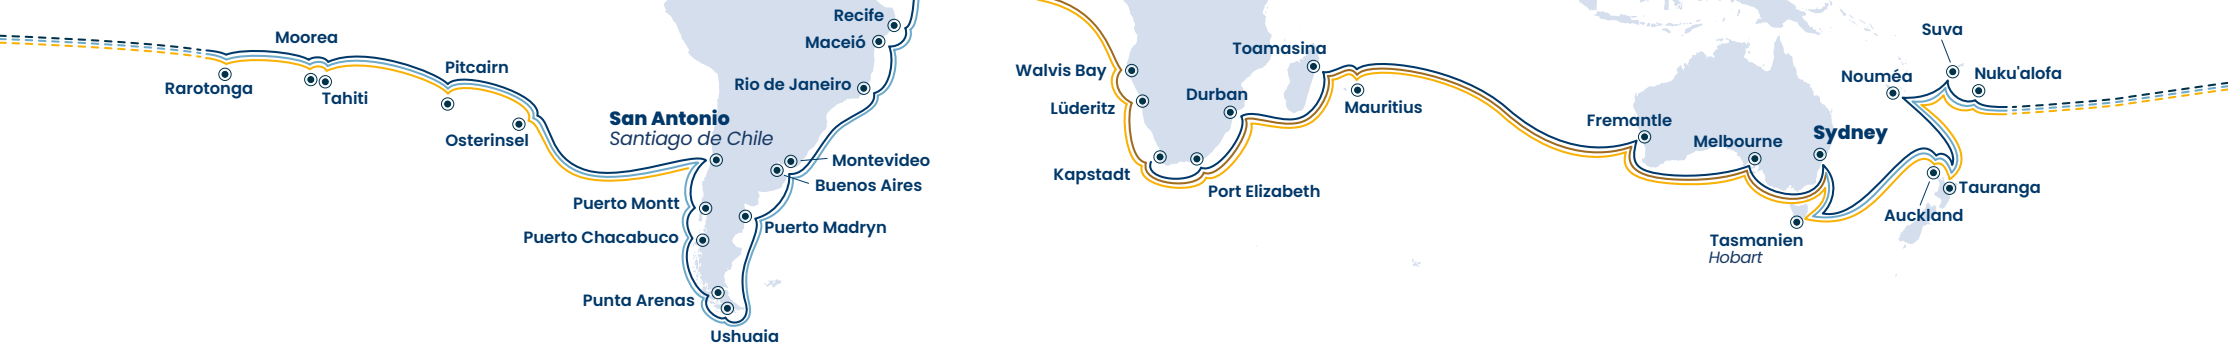 Recife
Maceió
Rio de Janeiro
Moorea
Pitcairn
Rarotonga
Tahiti
Osterinsel
San Antonio
Santiago de Chile
Montevideo
Buenos Aires
Puerto Montt
Puerto Madryn
Puerto Chacabuco
Punta Arenas
Ushuaia
Walvis Bay
Lüderitz
Kapstadt
Durban
Port Elizabeth
Toamasina
Mauritius
Fremantle
Melbourne
Sydney
Tasmanien
Hobart
Suva
Nouméa
Nuku'alofa
Tauranga
Auckland